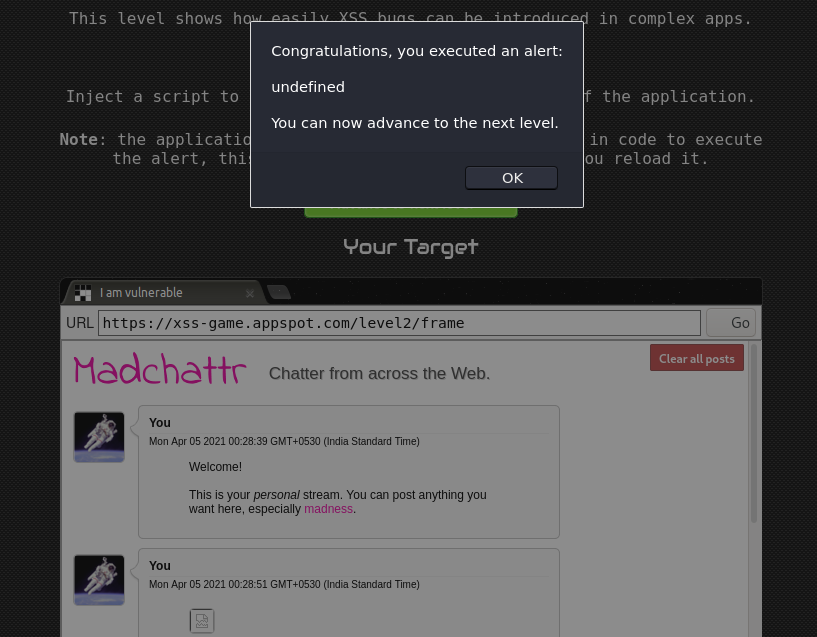 This level shows how easily XSS bugs can be introduced in complex apps.
Congratulations, you executed an alert:
undefined
You can now advance to the next level.
OK
Inject a script to
f the application.
Note: the applicatio
in code to execute
the alert, this
ou reload it.
Your Target
I am vulnerable
URL https://xss-game.appspot.com/level2/frame Go
Madchattr Chatter from across the Web. Clear all posts
You
Mon Apr 05 2021 00:28:39 GMT+0530 (India Standard Time)
Welcome!
This is your personal stream. You can post anything you
want here, especially madness.
You
Mon Apr 05 2021 00:28:51 GMT+0530 (India Standard Time)